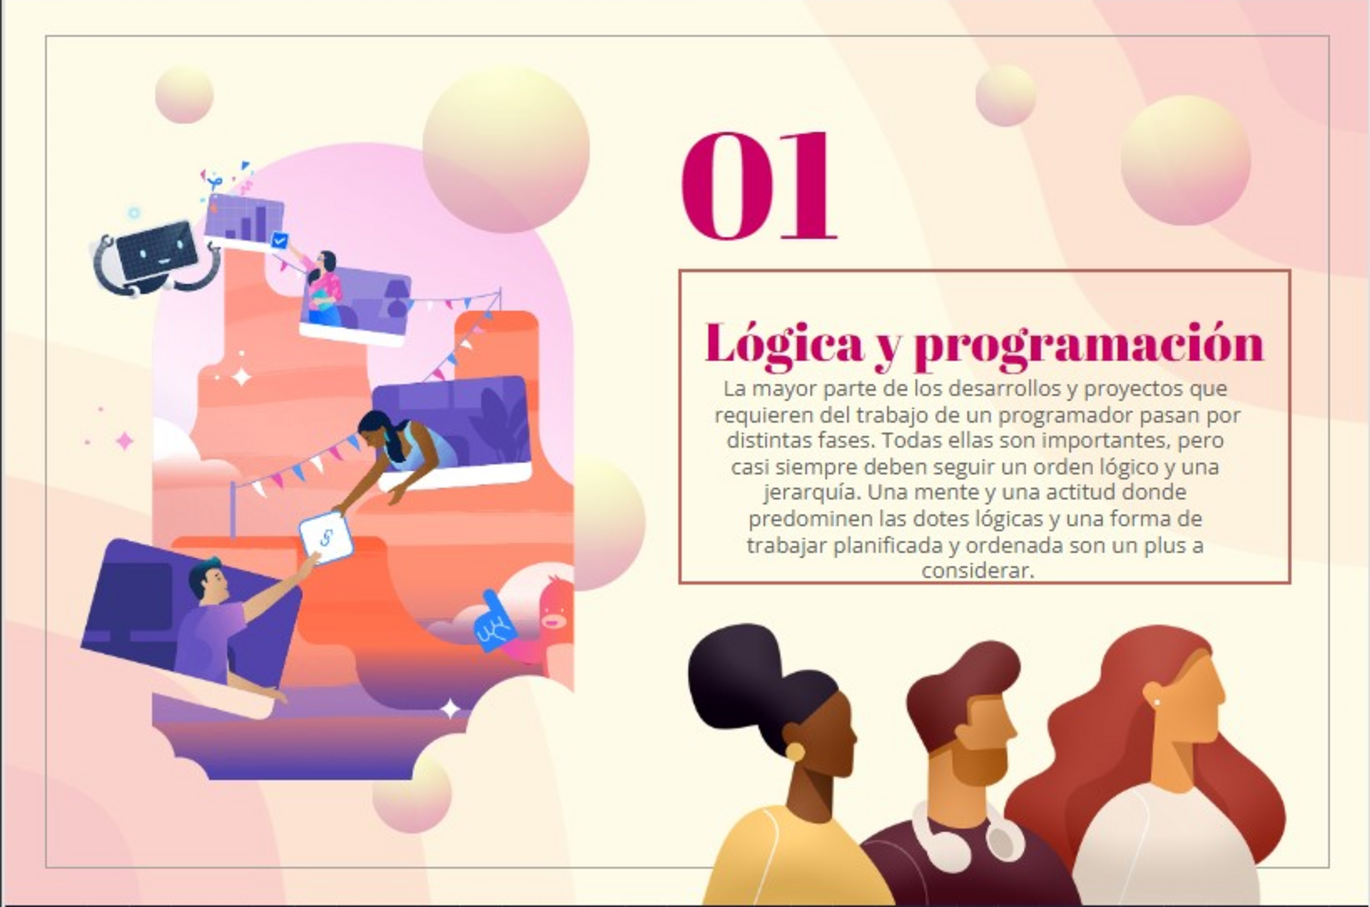 01
Lógica y programación
La mayor parte de los desarrollos y proyectos que
requieren del trabajo de un programador pasan por
distintas fases. Todas ellas son importantes, pero
casi siempre deben seguir un orden lógico y una
jerarquía. Una mente y una actitud donde
predominen las dotes lógicas y una forma de
trabajar planificada y ordenada son un plus a
considerar.